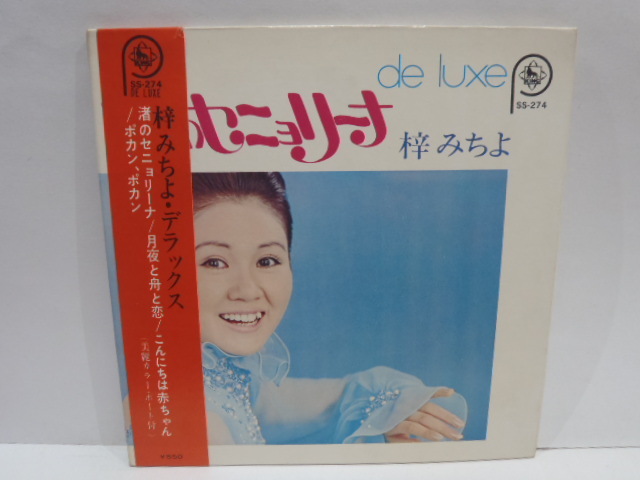 SS-274
DE LUXE
梓みちよ・デラックス
渚のセニョリーナ/月夜と舟と恋/こんにちは赤ちゃん
/ポカン、ポカン
¥550
de luxe
SS-274
のセニョリーナ
梓みちよ